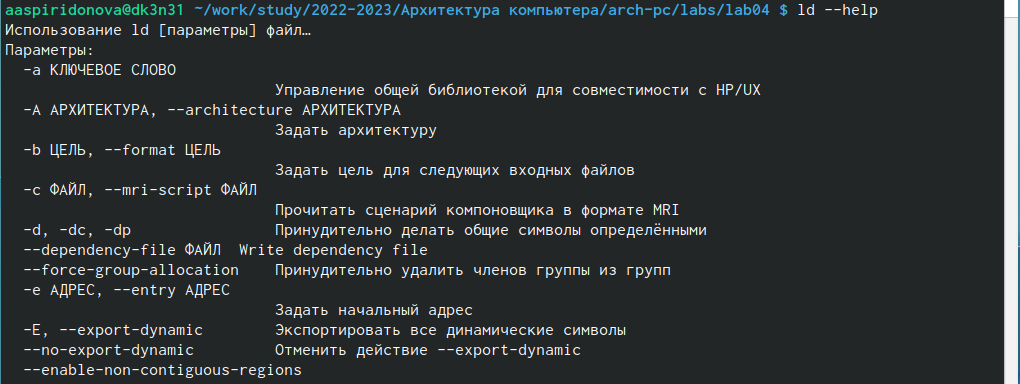 aaspiridonova@dk3n31 ~/work/study/2022-2023/Архитектура компьютера/arch-pc/labs/lab04 $ ld --help
Использование ld [параметры] файл…
Параметры:
-a КЛЮЧЕВОЕ СЛОВО
Управление общей библиотекой для совместимости с HP/UX
-A АРХИТЕКТУРА, --architecture АРХИТЕКТУРА
Задать архитектуру
-b ЦЕЛЬ, --format ЦЕЛЬ
Задать цель для следующих входных файлов
-c ФАЙЛ, --mri-script ФАЙЛ
Прочитать сценарий компоновщика в формате MRI
-d, -dc, -dp Принудительно делать общие символы определёнными
--dependency-file ФАЙЛ Write dependency file
--force-group-allocation Принудительно удалить членов группы из групп
-e АДРЕС, --entry АДРЕС
Задать начальный адрес
-E, --export-dynamic Экспортировать все динамические символы
--no-export-dynamic Отменить действие --export-dynamic
--enable-non-contiguous-regions